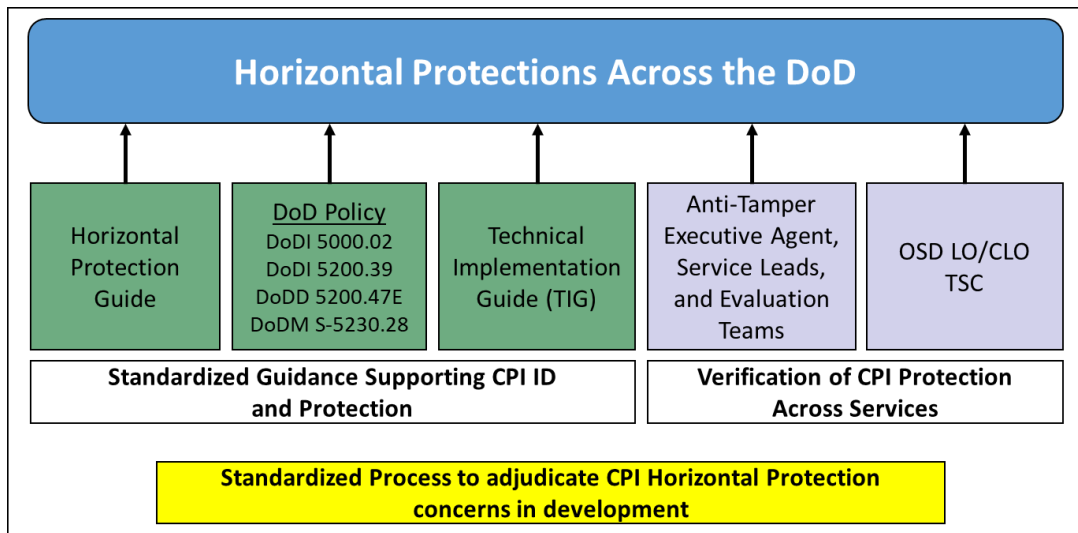 Horizontal Protections Across the DoD
Horizontal
Protection
Guide
DoD Policy
DoDI 5000.02
DoDI 5200.39
DoDD 5200.47E
DoDM S-5230.28
Technical
Implementation
Guide (TIG)
Anti-Tamper
Executive Agent,
Service Leads,
and Evaluation
Teams
OSD LO/CLO
TSC
Standardized Guidance Supporting CPI ID
and Protection
Verification of CPI Protection
Across Services
Standardized Process to adjudicate CPI Horizontal Protection
concerns in development